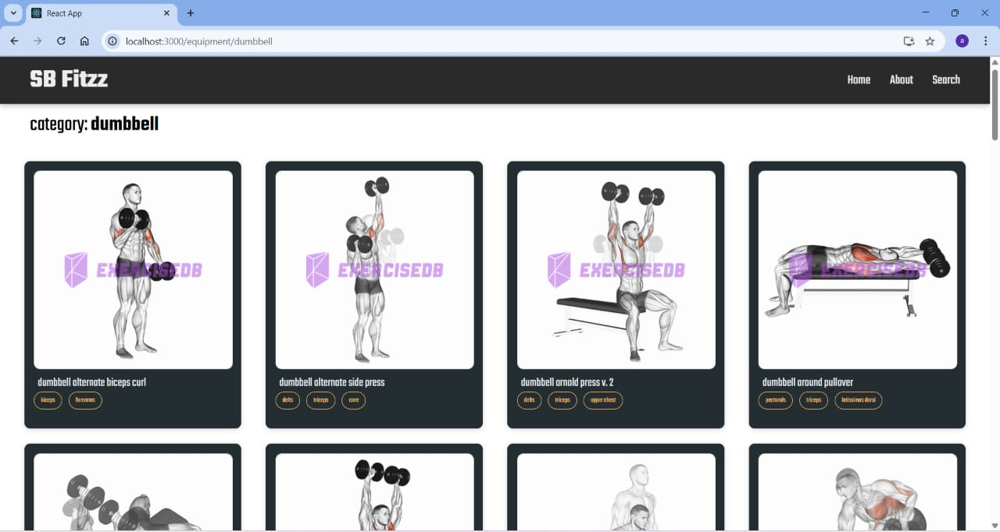 React App
localhost:3000/equipment/dumbbell
a
SB Fitzz
Home About Search
category: dumbbell
EXERCISEDB EXERCISEDB EXERCISEDB EXERCISEDB
dumbbell alternate biceps curl
biceps forearms
dumbbell alternate side press
delts triceps core
dumbbell arnold press v. 2
delts triceps upper chest
dumbbell around pullover
pectorals triceps latissimus dorsi